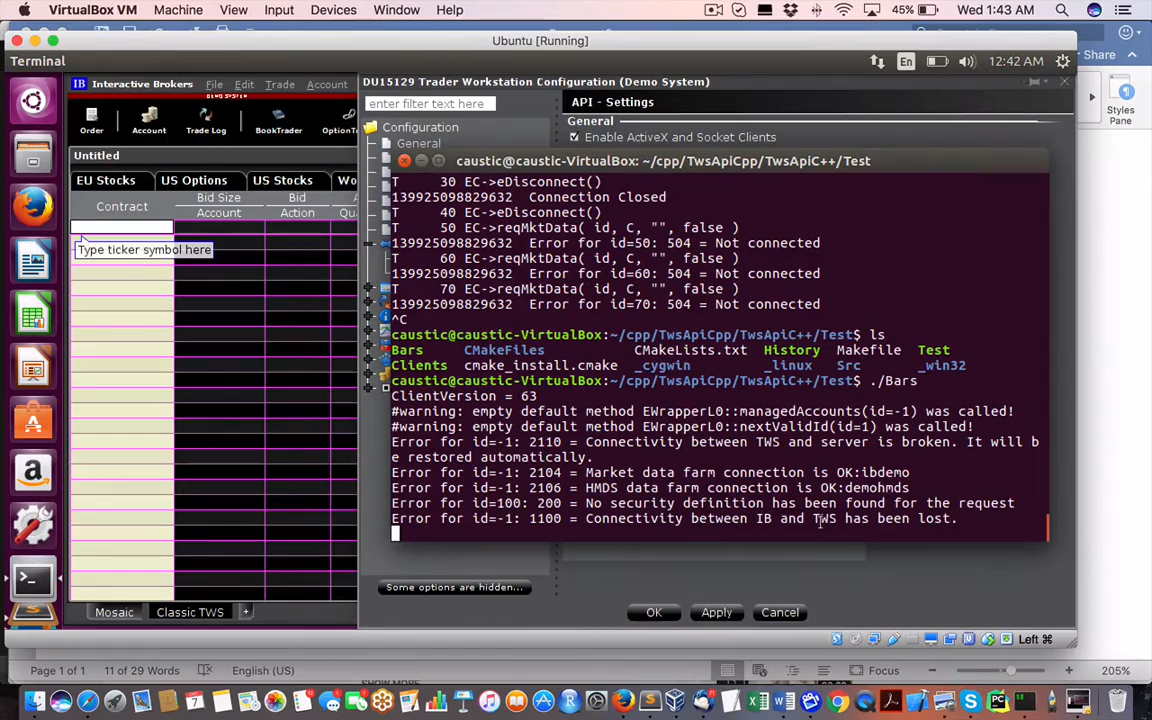 VirtualBox VM Machine View Input Devices Window Help
45% Wed 1:43 AM
Ubuntu [Running]
Share
Terminal
En
12:42 AM
Styles
Pane
IB Interactive Brokers File Edit Trade Account
DEMO SYSTEM
Order Account Trade Log BookTrader OptionT
Untitled
EU Stocks US Options US Stocks Wo
Contract
Bid Size Bid A
Account Action Qu
Type ticker symbol here
Mosaic Classic TWS +
DU15129 Trader Workstation Configuration (Demo System)
enter filter text here
Configuration
General
API - Settings
General
Enable ActiveX and Socket Clients
caustic@caustic-VirtualBox: ~/cpp/TwsApiCpp/TwsApiC++/Test
T 30 EC->eDisconnect()
139925098929632 Connection Closed
T 40 EC->eDisconnect()
T 50 EC->reqMktData( id, C, "", false )
139925098929632 Error for id=50: 504 = Not connected
T 60 EC->reqMktData( id, C, "", false )
139925098929632 Error for id=60: 504 = Not connected
T 70 EC->reqMktData( id, C, "", false )
139925098929632 Error for id=70: 504 = Not connected
^C
caustic@caustic-VirtualBox:~/cpp/TwsApiCpp/TwsApiC++/Test$ ls
Bars CMakeFiles CMakeLists.txt History Makefile Test
Clients cmake_install.cmake _cygwin _linux Src _win32
caustic@caustic-VirtualBox:~/cpp/TwsApiCpp/TwsApiC++/Test$ ./Bars
ClientVersion = 63
#warning: empty default method EWrapperL0::managedAccounts(id=-1) was called!
#warning: empty default method EWrapperL0::nextValidId(id=1) was called!
Error for id=-1: 2110 = Connectivity between TWS and server is broken. It will b
e restored automatically.
Error for id=-1: 2104 = Market data farm connection is OK:ibdemo
Error for id=-1: 2106 = HMDS data farm connection is OK:demohmds
Error for id=100: 200 = No security definition has been found for the request
Error for id=-1: 1100 = Connectivity between IB and TWS has been lost.
Some options are hidden...
OK Apply Cancel
Left ⌘
Page 1 of 1 11 of 29 Words English (US) Focus 205%